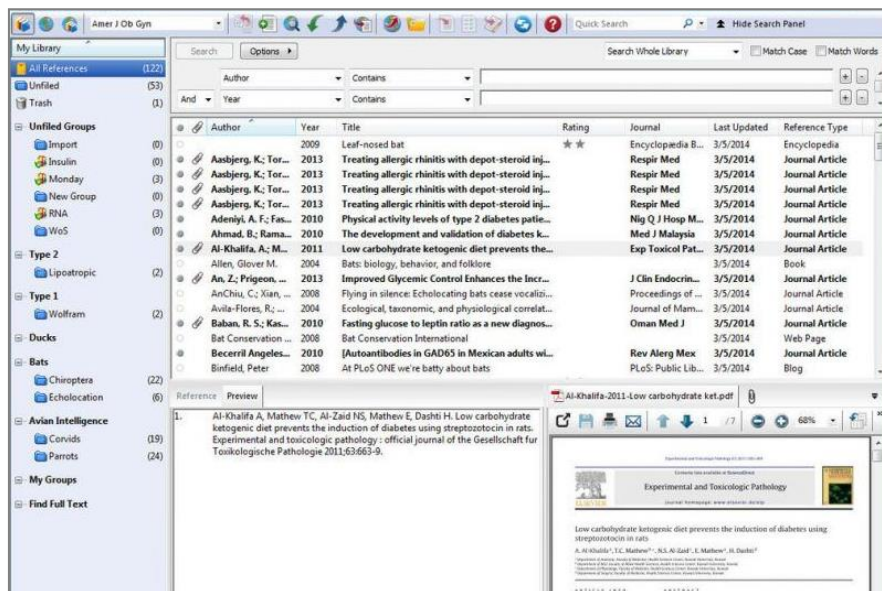 Amer J Ob Gyn
Quick Search
Hide Search Panel
My Library
All References (122)
Unfiled (53)
Trash (1)
Unfiled Groups
Import (0)
Insulin (0)
Monday (3)
New Group (0)
RNA (3)
WoS (0)
Type 2
Lipoatropic (2)
Type 1
Wolfram (2)
Ducks
Bats
Chiroptera (22)
Echolocation (6)
Avian Intelligence
Corvids (19)
Parrots (24)
My Groups
Find Full Text
Search Options Search Whole Library Match Case Match Words
Author Contains
And Year Contains
Author Year Title Rating Journal Last Updated Reference Type
2009 Leaf-nosed bat ★★ Encyclopædia B... 3/5/2014 Encyclopedia
Aasbjerg, K.; Tor... 2013 Treating allergic rhinitis with depot-steroid inj... Respir Med 3/5/2014 Journal Article
Aasbjerg, K.; Tor... 2013 Treating allergic rhinitis with depot-steroid inj... Respir Med 3/5/2014 Journal Article
Aasbjerg, K.; Tor... 2013 Treating allergic rhinitis with depot-steroid inj... Respir Med 3/5/2014 Journal Article
Aasbjerg, K.; Tor... 2013 Treating allergic rhinitis with depot-steroid inj... Respir Med 3/5/2014 Journal Article
Adeniyi, A. F.; Fas... 2010 Physical activity levels of type 2 diabetes patie... Nig Q J Hosp M... 3/5/2014 Journal Article
Ahmad, B.; Rama... 2010 The development and validation of diabetes k... Med J Malaysia 3/5/2014 Journal Article
Al-Khalifa, A.; M... 2011 Low carbohydrate ketogenic diet prevents the... Exp Toxicol Pat... 3/5/2014 Journal Article
Allen, Glover M. 2004 Bats: biology, behavior, and folklore 3/5/2014 Book
An, Z.; Prigeon, ... 2013 Improved Glycemic Control Enhances the Incr... J Clin Endocrin... 3/5/2014 Journal Article
AnChiu, C.; Xian, ... 2008 Flying in silence: Echolocating bats cease vocalizi... Proceedings of ... 3/5/2014 Journal Article
Avila-Flores, R.; ... 2004 Ecological, taxonomic, and physiological correlat... Journal of Mam... 3/5/2014 Journal Article
Baban, R. S.; Kas... 2010 Fasting glucose to leptin ratio as a new diagnos... Oman Med J 3/5/2014 Journal Article
Bat Conservation ... 2008 Bat Conservation International 3/5/2014 Web Page
Becerril Angeles... 2010 [Autoantibodies in GAD65 in Mexican adults wi... Rev Alerg Mex 3/5/2014 Journal Article
Binfield, Peter 2008 At PLoS ONE we're batty about bats PLoS: Public Lib... 3/5/2014 Blog
Reference Preview
1. Al-Khalifa A, Mathew TC, Al-Zaid NS, Mathew E, Dashti H. Low carbohydrate
ketogenic diet prevents the induction of diabetes using streptozotocin in rats.
Experimental and toxicologic pathology : official journal of the Gesellschaft fur
Toxikologische Pathologie 2011;63:663-9.
Al-Khalifa-2011-Low carbohydrate ket.pdf
1 /7 68%
Experimental and Toxicologic Pathology
journal homepage: www.elsevier.de/etp
ELSEVIER
Low carbohydrate ketogenic diet prevents the induction of diabetes using
streptozotocin in rats